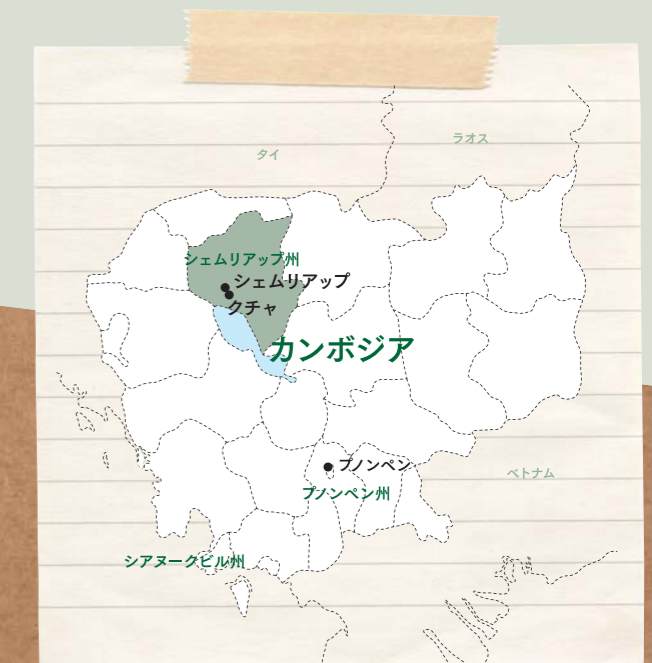 ラオス
タイ
シェムリアップ州
シェムリアップ
クチャ
カンボジア
プノンペン
ベトナム
プノンペン州
シアヌークビル州